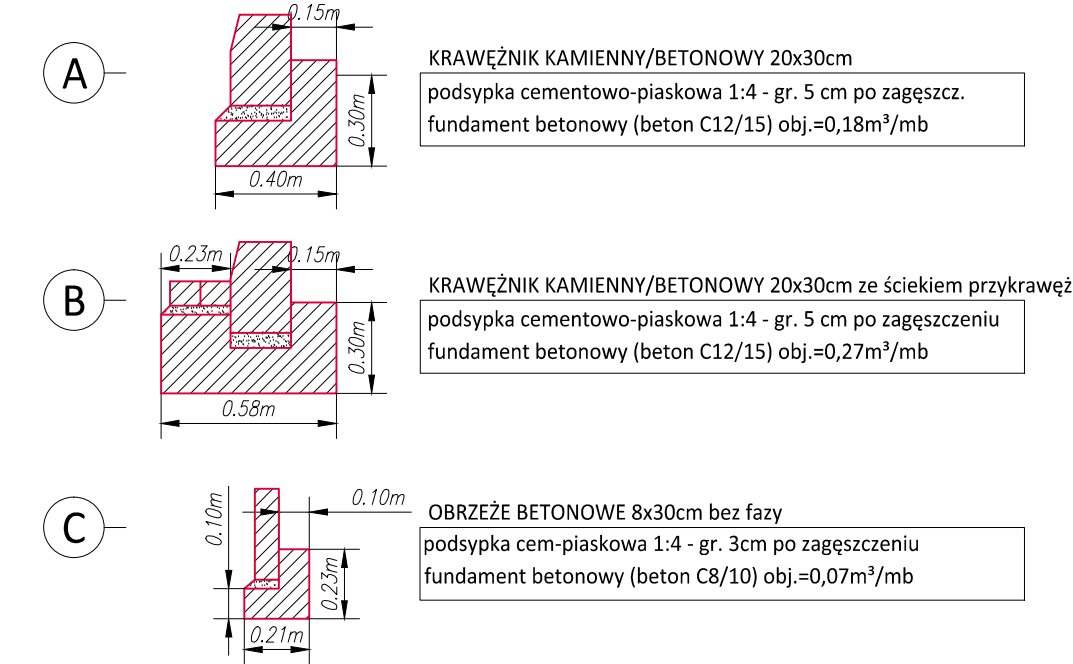 0.15m
A
KRAWĘŻNIK KAMIENNY/BETONOWY 20x30cm
podsypka cementowo-piaskowa 1:4 - gr. 5 cm po zagęszcz.
fundament betonowy (beton C12/15) obj.=0,18m³/mb
0.30m
0.40m
0.23m
0.15m
B
KRAWĘŻNIK KAMIENNY/BETONOWY 20x30cm ze ściekiem przykrawęż
podsypka cementowo-piaskowa 1:4 - gr. 5 cm po zagęszczeniu
fundament betonowy (beton C12/15) obj.=0,27m³/mb
0.30m
0.58m
0.10m
0.10m
C
OBRZEŻE BETONOWE 8x30cm bez fazy
podsypka cem-piaskowa 1:4 - gr. 3cm po zagęszczeniu
fundament betonowy (beton C8/10) obj.=0,07m³/mb
0.23m
0.21m